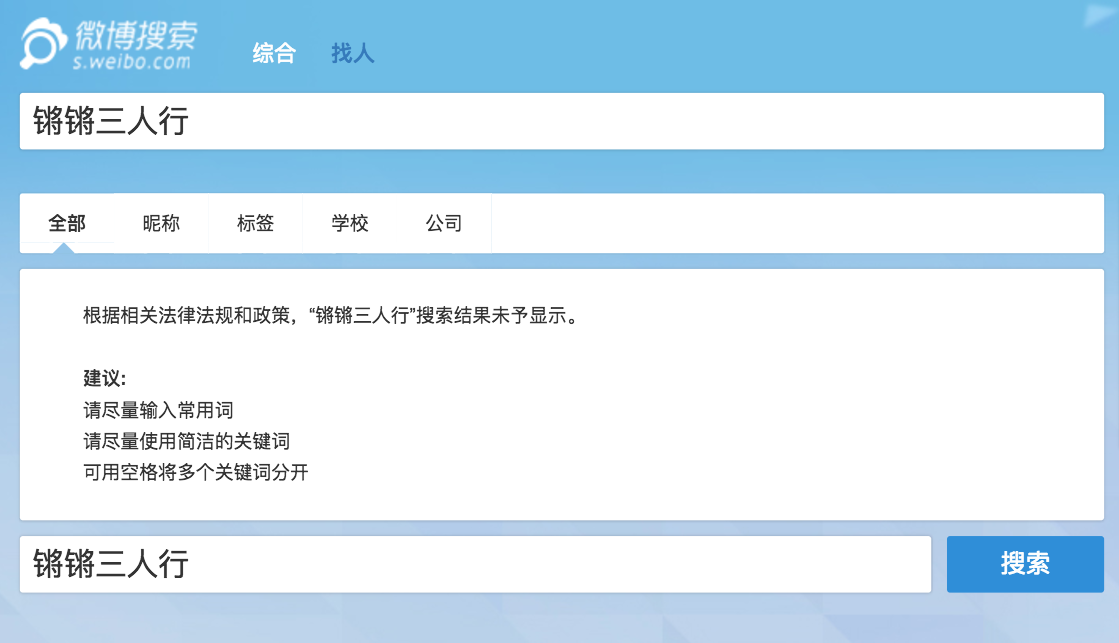 微博搜索
s.weibo.com
综合 找人
锵锵三人行
全部 昵称 标签 学校 公司
根据相关法律法规和政策，“锵锵三人行”搜索结果未予显示。
建议:
请尽量输入常用词
请尽量使用简洁的关键词
可用空格将多个关键词分开
锵锵三人行 搜索